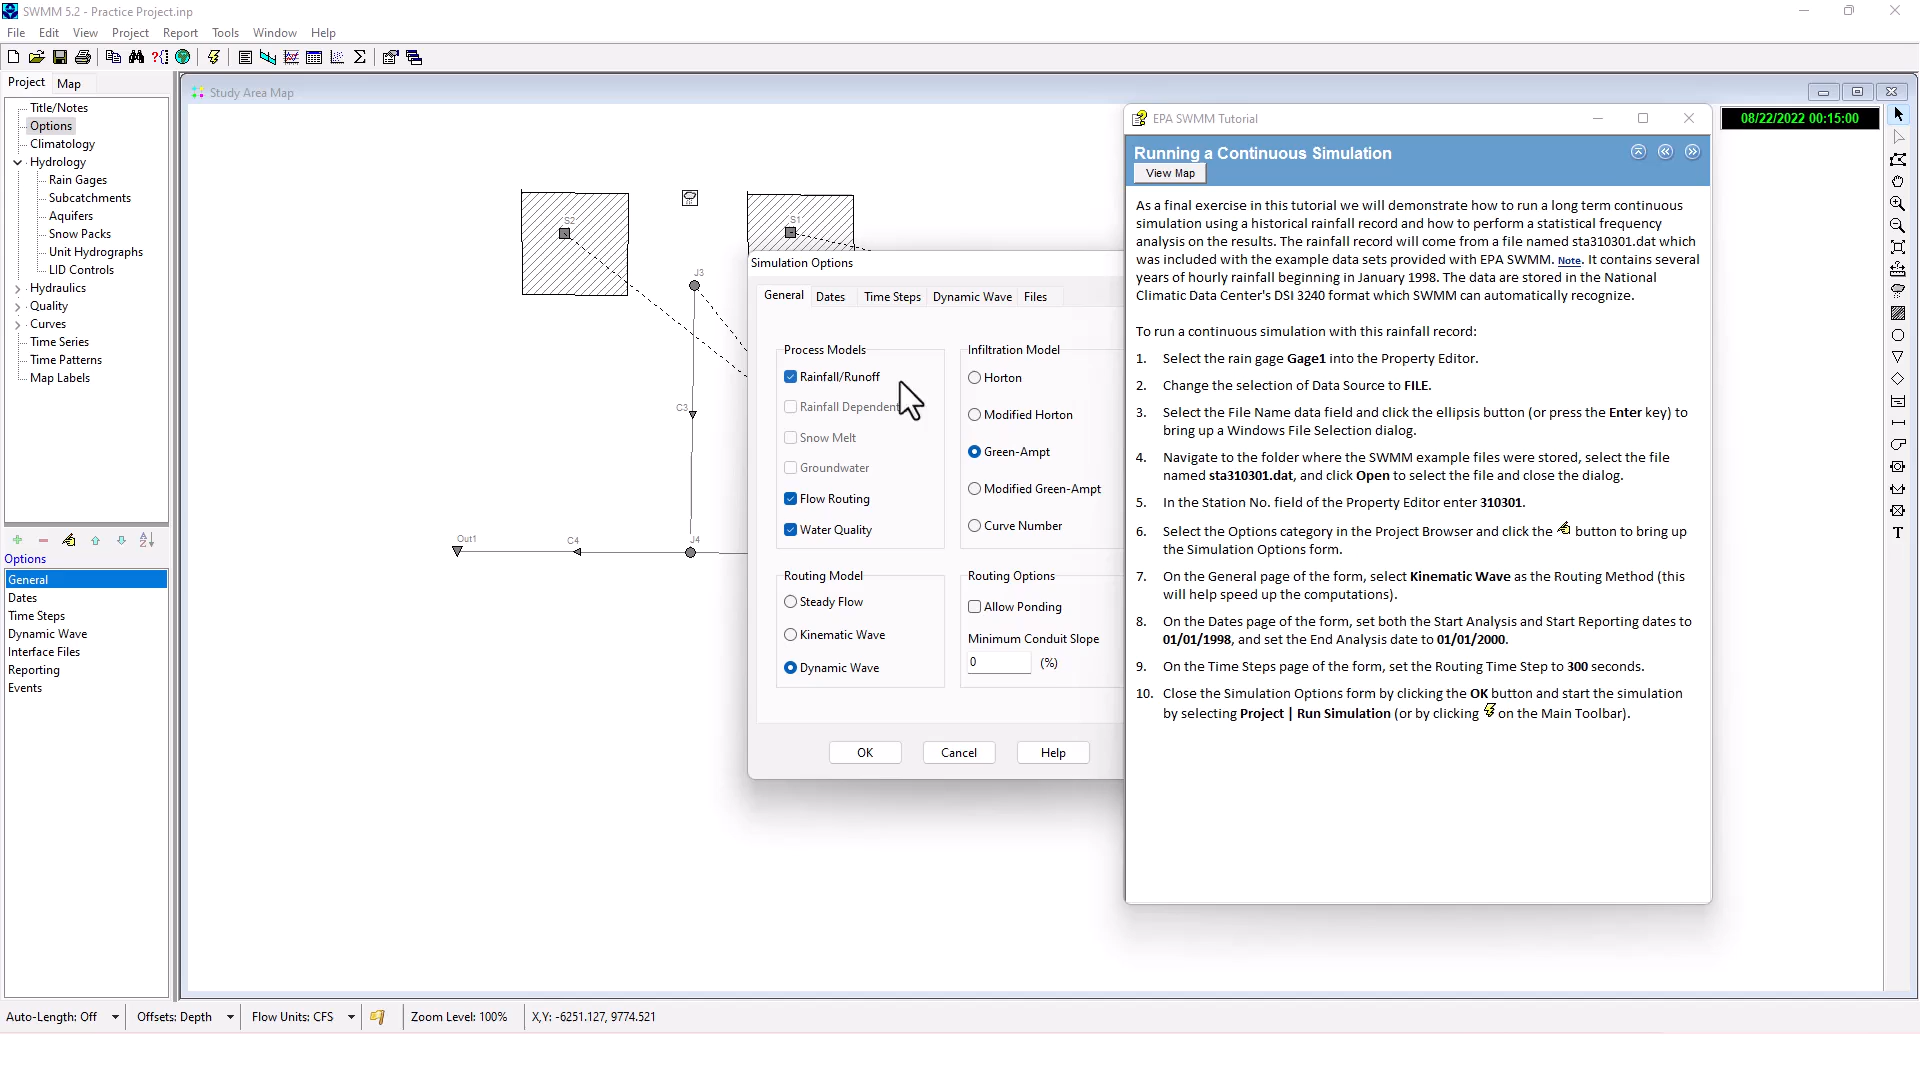 SWMM 5.2 - Practice Project.inp
File Edit View Project Report Tools Window Help
Project Map
Study Area Map
Title/Notes
Options
Climatology
Hydrology
Rain Gages
Subcatchments
Aquifers
Snow Packs
Unit Hydrographs
LID Controls
Hydraulics
Quality
Curves
Time Series
Time Patterns
Map Labels
Options
General
Dates
Time Steps
Dynamic Wave
Interface Files
Reporting
Events
S2
S1
J3
C3
Out1
C4
J4
Simulation Options
General Dates Time Steps Dynamic Wave Files
Process Models
Rainfall/Runoff
Rainfall Dependent
Snow Melt
Groundwater
Flow Routing
Water Quality
Infiltration Model
Horton
Modified Horton
Green-Ampt
Modified Green-Ampt
Curve Number
Routing Model
Steady Flow
Kinematic Wave
Dynamic Wave
Routing Options
Allow Ponding
Minimum Conduit Slope
0 (%)
OK Cancel Help
EPA SWMM Tutorial
Running a Continuous Simulation
View Map
As a final exercise in this tutorial we will demonstrate how to run a long term continuous
simulation using a historical rainfall record and how to perform a statistical frequency
analysis on the results. The rainfall record will come from a file named sta310301.dat which
was included with the example data sets provided with EPA SWMM. Note. It contains several
years of hourly rainfall beginning in January 1998. The data are stored in the National
Climatic Data Center's DSI 3240 format which SWMM can automatically recognize.
To run a continuous simulation with this rainfall record:
1. Select the rain gage Gage1 into the Property Editor.
2. Change the selection of Data Source to FILE.
3. Select the File Name data field and click the ellipsis button (or press the Enter key) to
bring up a Windows File Selection dialog.
4. Navigate to the folder where the SWMM example files were stored, select the file
named sta310301.dat, and click Open to select the file and close the dialog.
5. In the Station No. field of the Property Editor enter 310301.
6. Select the Options category in the Project Browser and click the button to bring up
the Simulation Options form.
7. On the General page of the form, select Kinematic Wave as the Routing Method (this
will help speed up the computations).
8. On the Dates page of the form, set both the Start Analysis and Start Reporting dates to
01/01/1998, and set the End Analysis date to 01/01/2000.
9. On the Time Steps page of the form, set the Routing Time Step to 300 seconds.
10. Close the Simulation Options form by clicking the OK button and start the simulation
by selecting Project | Run Simulation (or by clicking on the Main Toolbar).
08/22/2022 00:15:00
T
Auto-Length: Off Offsets: Depth Flow Units: CFS Zoom Level: 100% X,Y: -6251.127, 9774.521